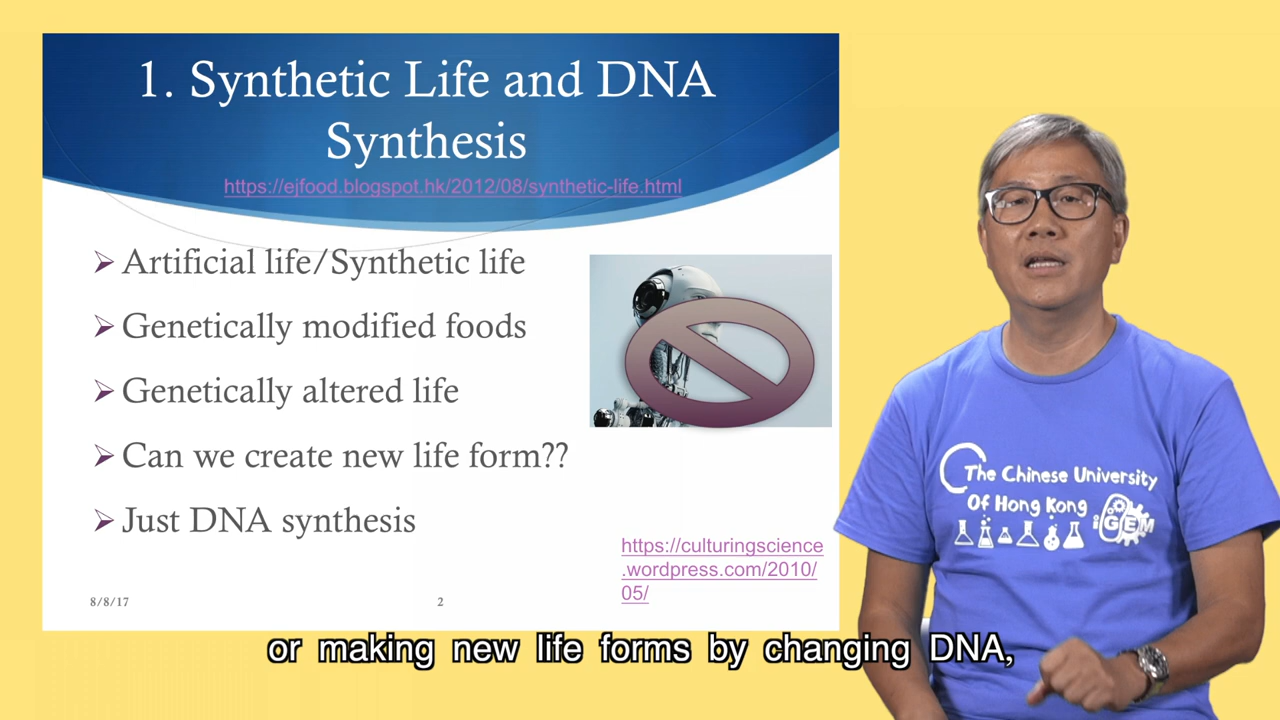 1. Synthetic Life and DNA
Synthesis
https://ejfood.blogspot.hk/2012/08/synthetic-life.html
➢ Artificial life/Synthetic life
➢ Genetically modified foods
➢ Genetically altered life
➢ Can we create new life form??
➢ Just DNA synthesis
https://culturingscience
.wordpress.com/2010/
05/
8/8/17
2
The Chinese University
Of Hong Kong
iGEM
or making new life forms by changing DNA,